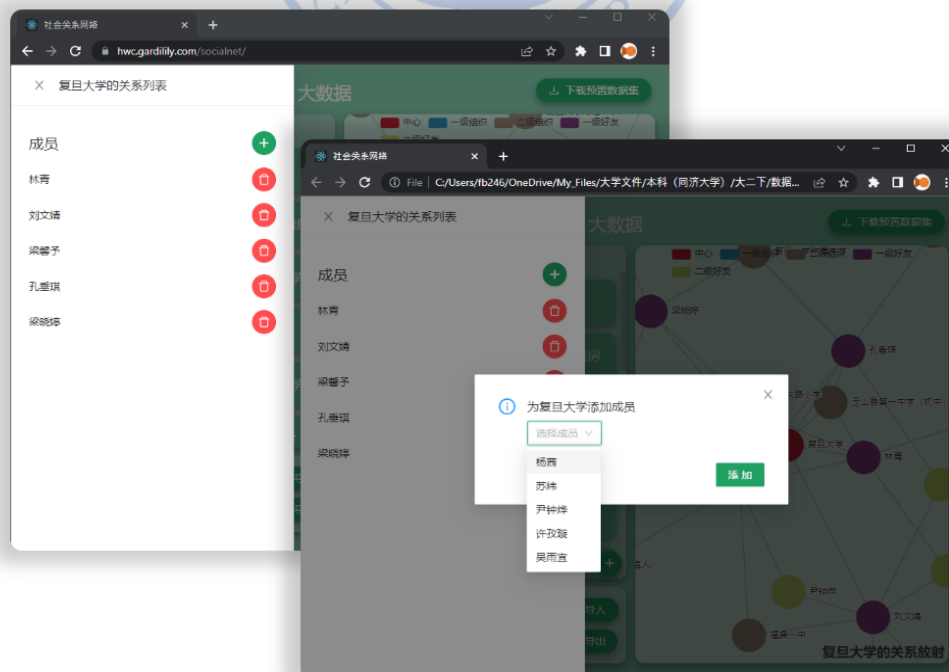 社会关系网络
hwc.gardilily.com/socialnet/
复旦大学的关系列表
成员
林青
刘文婧
梁馨予
孔垂琪
梁晓婷
大数据
下载预置数据集
中心 一级组织 二级组织 一级好友
二级好友
社会关系网络
File C:/Users/fb246/OneDrive/My_Files/大学文件/本科（同济大学）/大二下/数据...
复旦大学的关系列表
成员
林青
刘文婧
梁馨予
孔垂琪
梁晓婷
大数据
下载预置数据集
中心 一级组织 二级组织 一级好友
二级好友
梁晓婷
孔垂琪
玉山县第一中学（初中）
复旦大学
林青
尹钟烨
刘文婧
复旦大学的关系放射
导入
导出
为复旦大学添加成员
选择成员
杨茜
苏炜
尹钟烨
许孜璇
吴雨宜
添 加